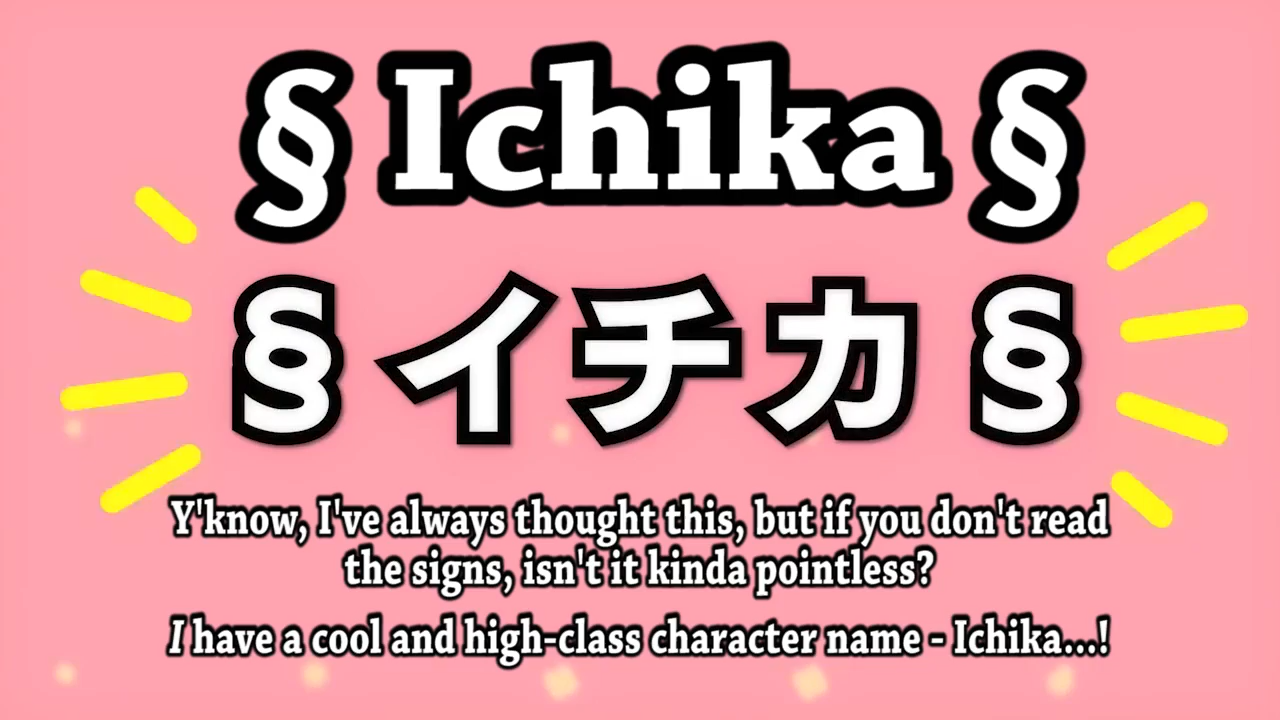 § Ichika §
§ イチカ §
Y'know, I've always thought this, but if you don't read
the signs, isn't it kinda pointless?
I have a cool and high-class character name - Ichika...!